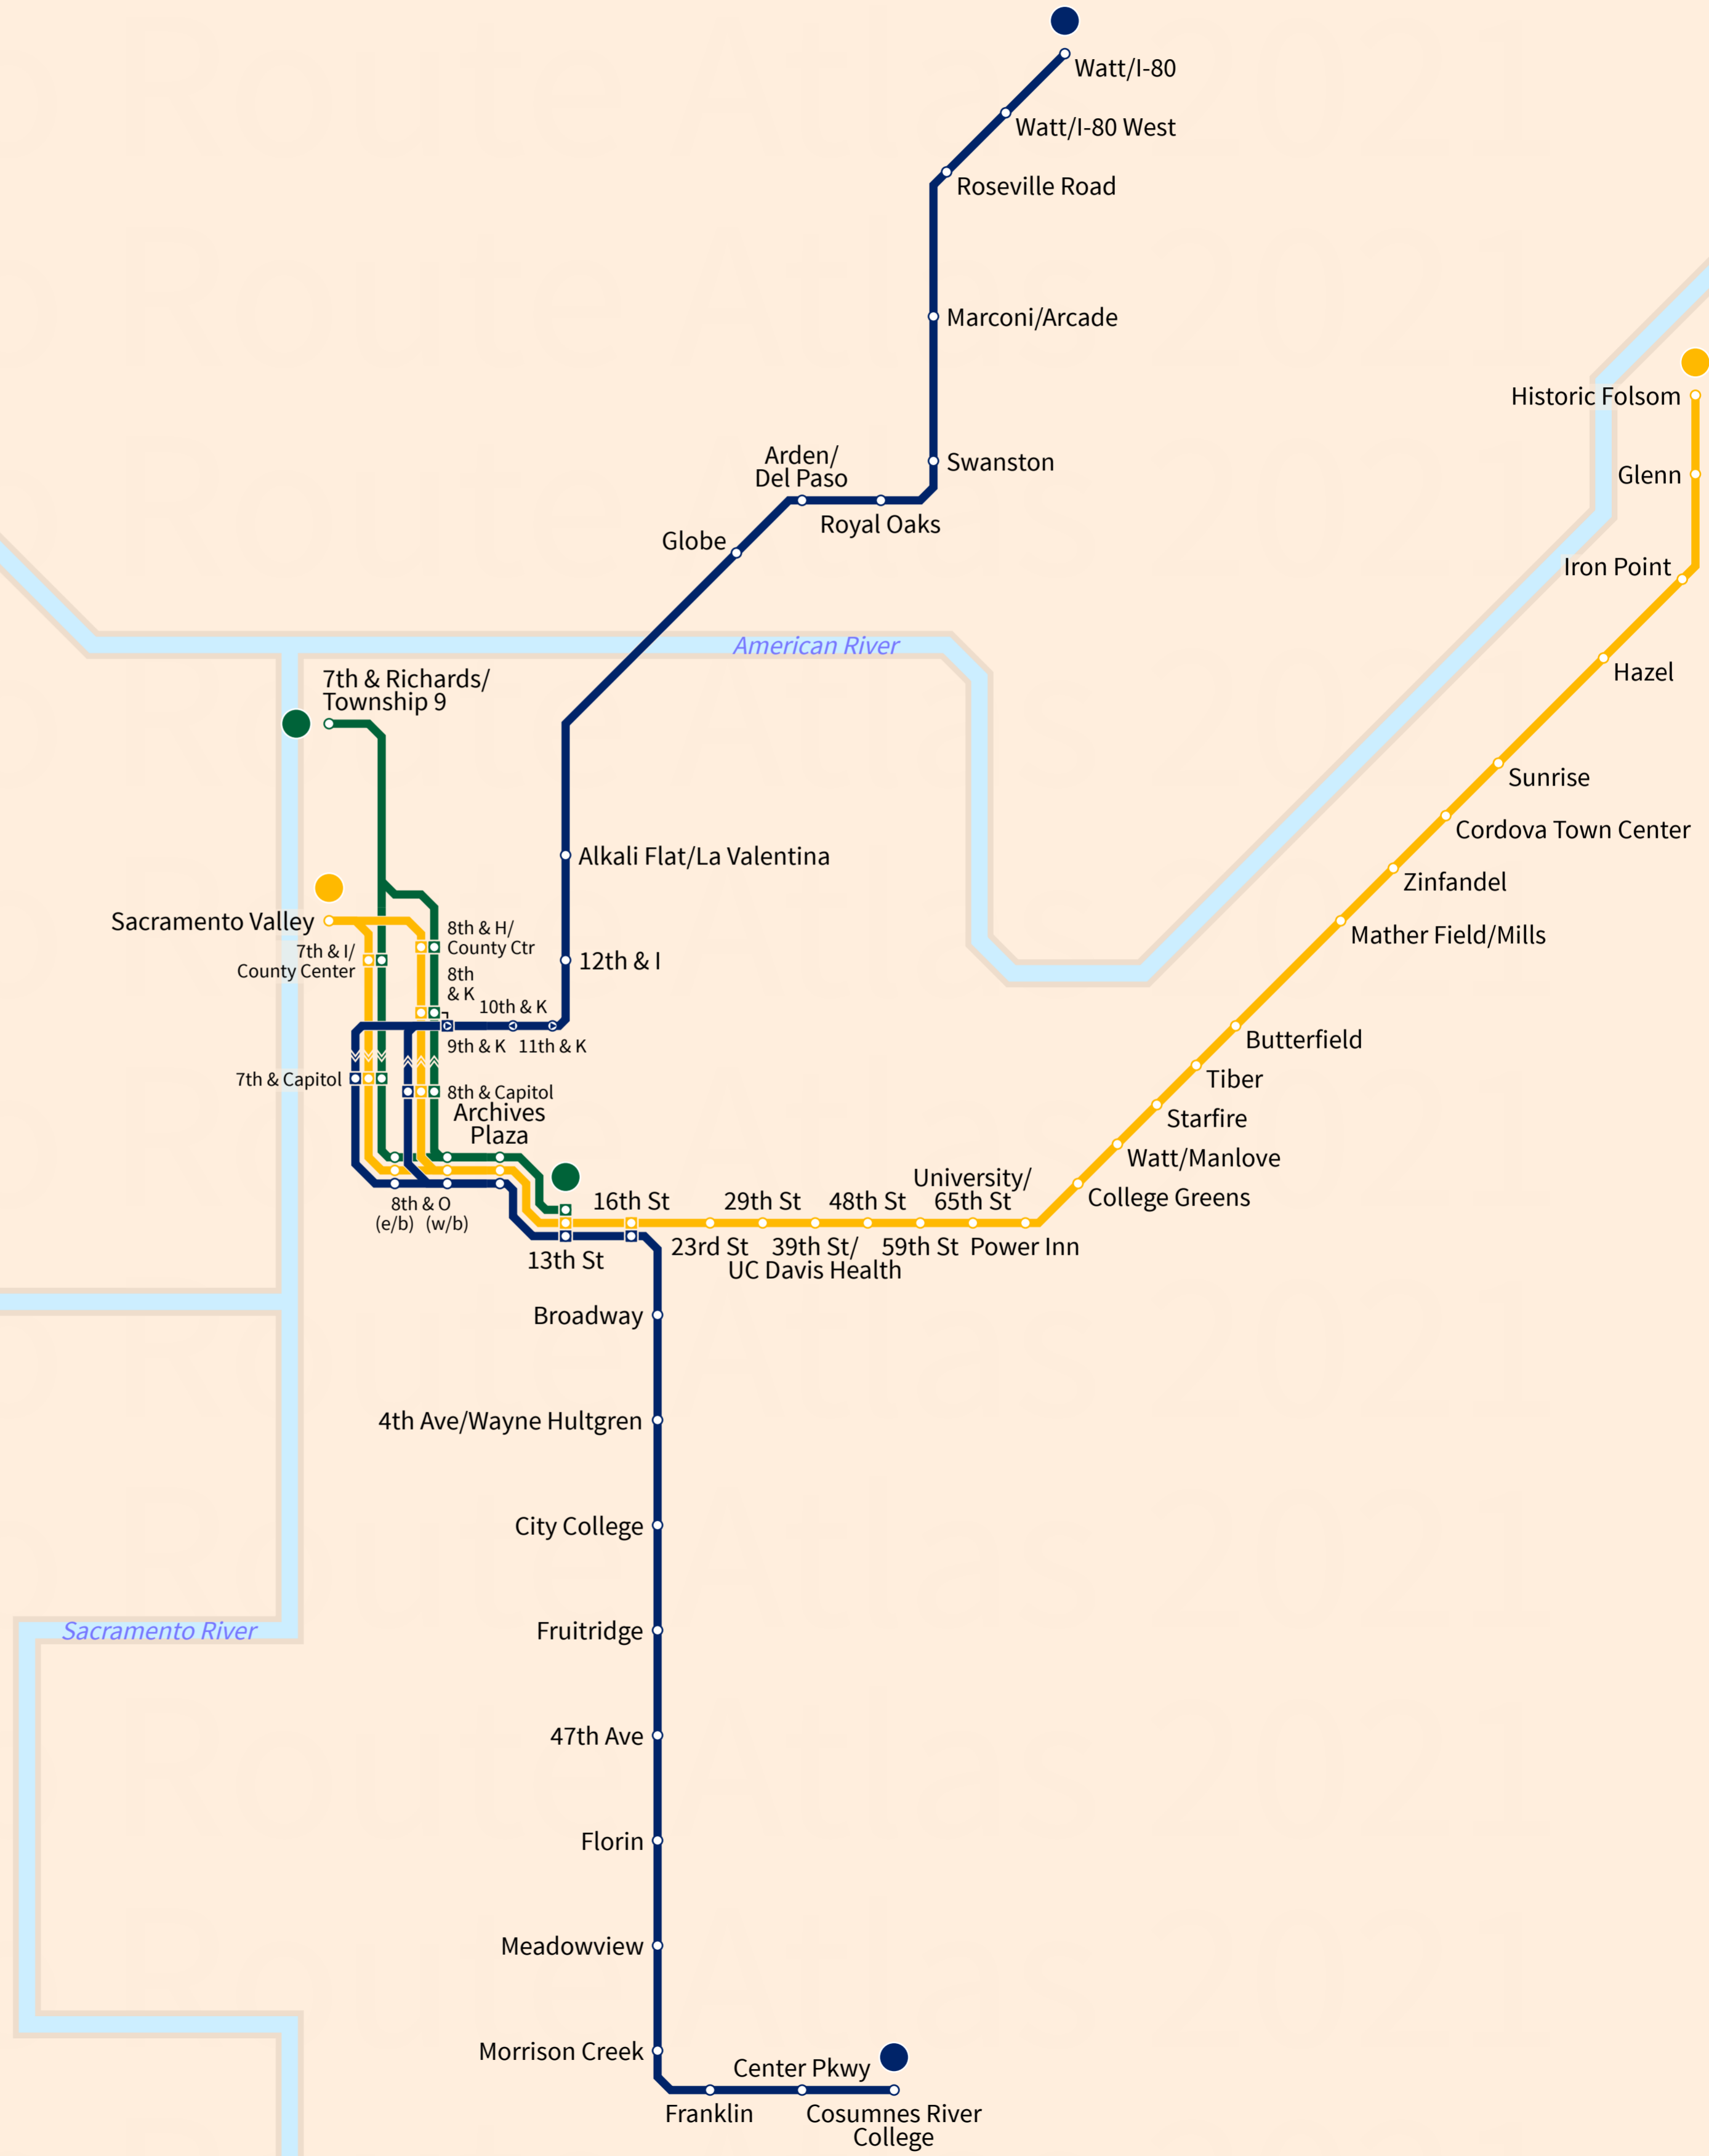 Watt/I-80
Watt/I-80 West
Roseville Road
Marconi/Arcade
Historic Folsom
Swanston
Glenn
Arden/
Del Paso
Royal Oaks
Globe
Iron Point
American River
Hazel
7th & Richards/
Township 9
Sunrise
Cordova Town Center
Alkali Flat/La Valentina
Zinfandel
Sacramento Valley
8th & H/
County Ctr
Mather Field/Mills
7th & I/
County Center
12th & I
8th
& K
10th & K
9th & K
11th & K
Butterfield
Tiber
7th & Capitol
8th & Capitol
Archives
Plaza
Starfire
Watt/Manlove
University/
65th St
College Greens
8th & O
(e/b)
(w/b)
16th St
29th St
48th St
13th St
23rd St
39th St/
UC Davis Health
59th St
Power Inn
Broadway
4th Ave/Wayne Hultgren
City College
Fruitridge
Sacramento River
47th Ave
Florin
Meadowview
Morrison Creek
Center Pkwy
Franklin
Cosumnes River
College